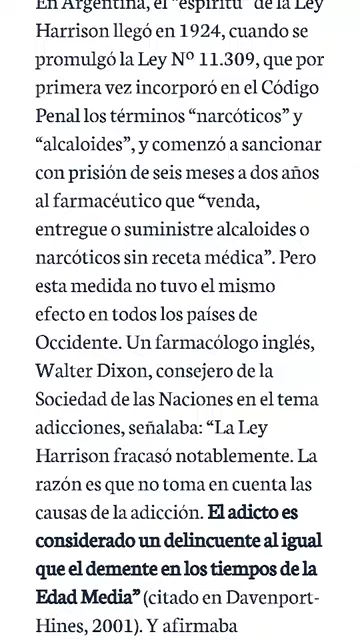 En Argentina, el “espíritu” de la Ley
Harrison llegó en 1924, cuando se
promulgó la Ley Nº 11.309, que por
primera vez incorporó en el Código
Penal los términos “narcóticos” y
“alcaloides”, y comenzó a sancionar
con prisión de seis meses a dos años
al farmacéutico que “venda,
entregue o suministre alcaloides o
narcóticos sin receta médica”. Pero
esta medida no tuvo el mismo
efecto en todos los países de
Occidente. Un farmacólogo inglés,
Walter Dixon, consejero de la
Sociedad de las Naciones en el tema
adicciones, señalaba: “La Ley
Harrison fracasó notablemente. La
razón es que no toma en cuenta las
causas de la adicción. El adicto es
considerado un delincuente al igual
que el demente en los tiempos de la
Edad Media” (citado en Davenport-
Hines, 2001). Y afirmaba